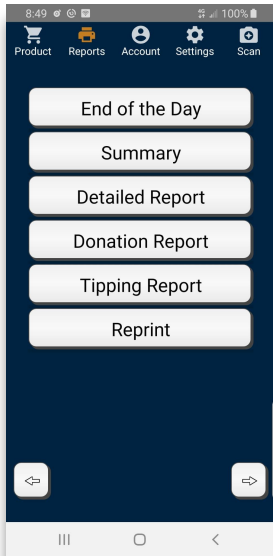 8:49 100%
Product Reports Account Settings Scan
End of the Day
Summary
Detailed Report
Donation Report
Tipping Report
Reprint